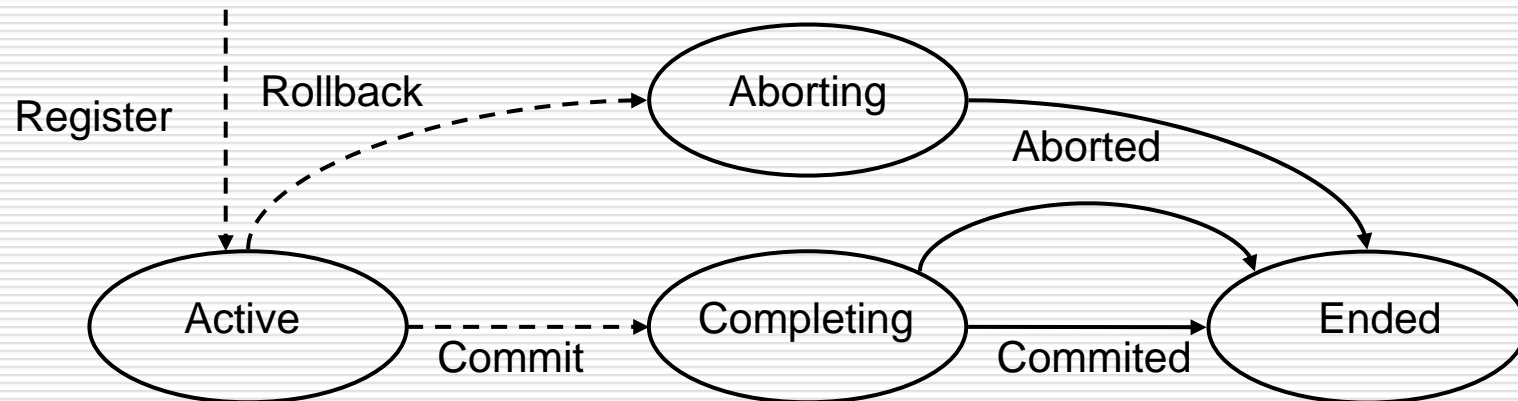 Register
Rollback
Aborting
Aborted
Active
Commit
Completing
Commited
Ended